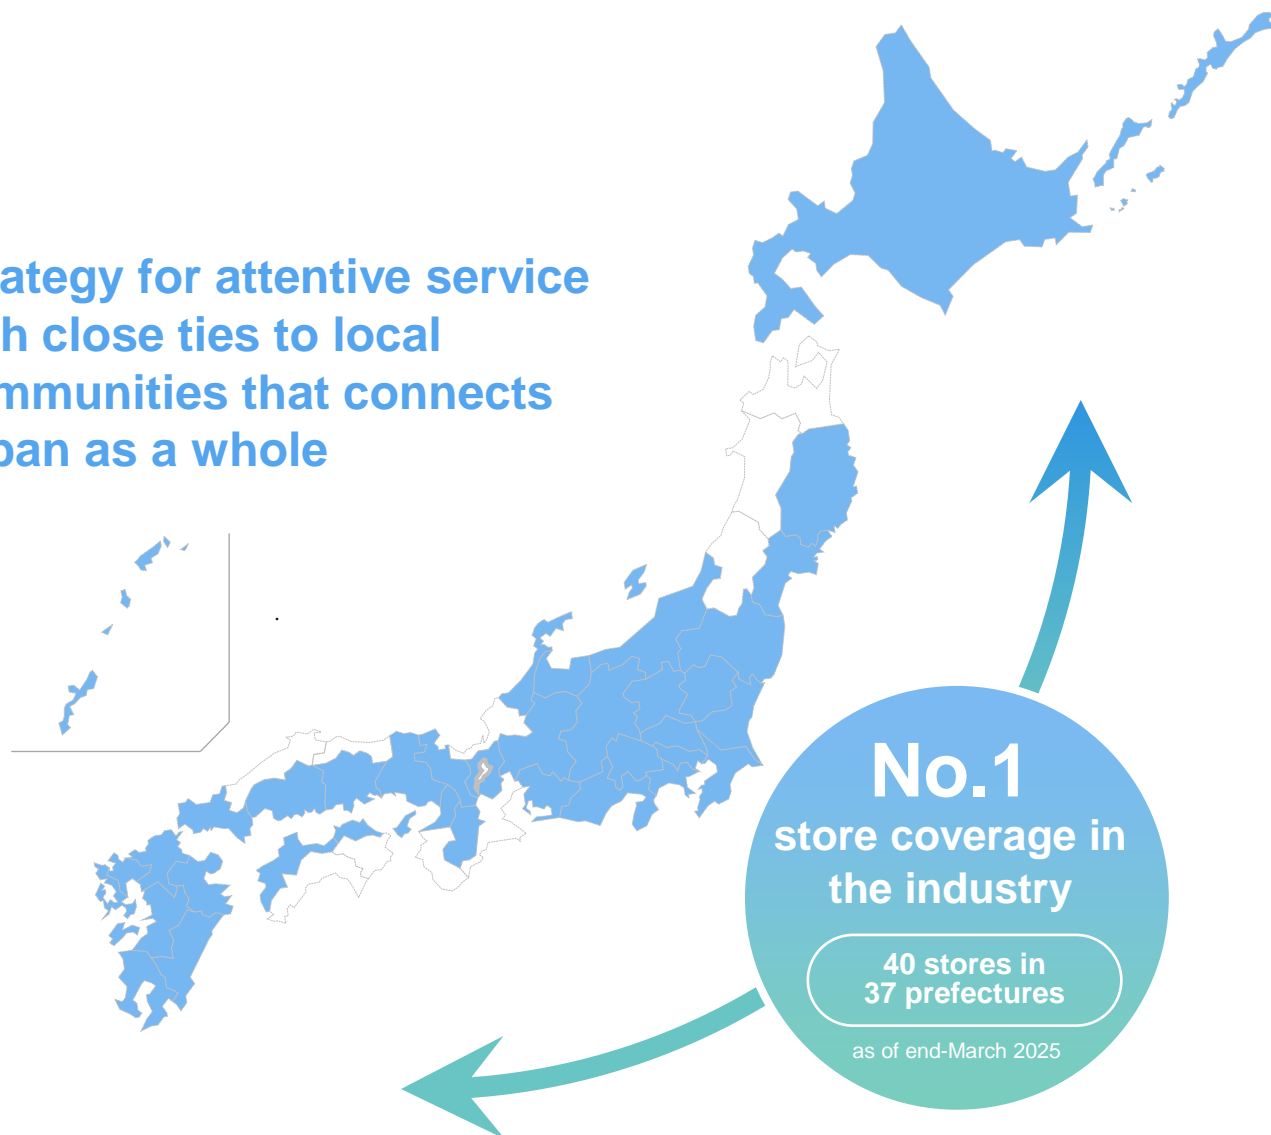 ategy for attentive service
h close ties to local
mmunities that connects
pan as a whole
No.1
store coverage in
the industry
40 stores in
37 prefectures
as of end-March 2025